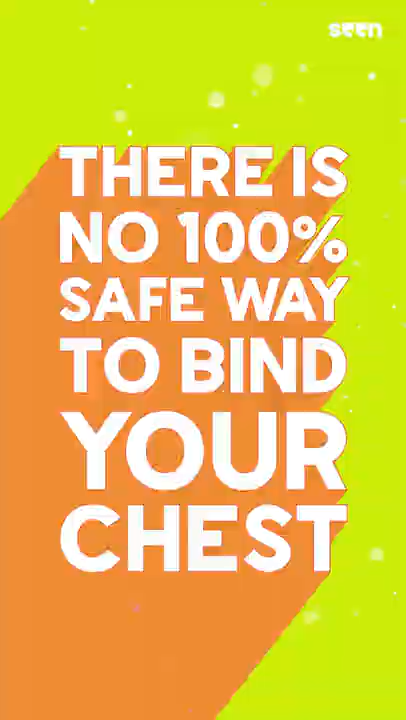 seen
THERE IS
NO 100%
SAFE WAY
TO BIND
YOUR
CHEST